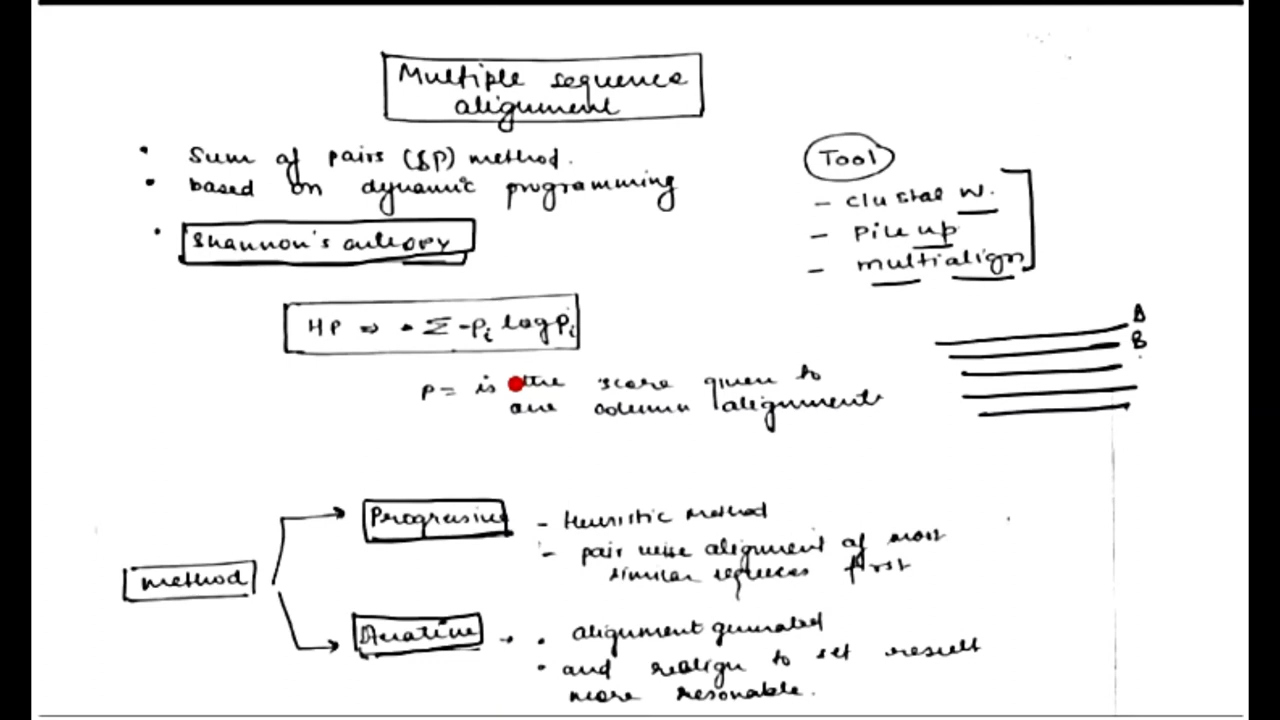 Multiple sequence
alignment
• Sum of pairs (SP) method.
• based on dynamic programming
• Shannon's entropy
HP ⇒ • Σ -pi log Pi
P = is the score given to
one column alignment
Tool
- clustal W.
- Pile up
- multialign
A
B
method
Progressive
- Heuristic method
- pair wise alignment of most
similar first
Iterative → • alignment generated
• and realign to set result
more resonable.